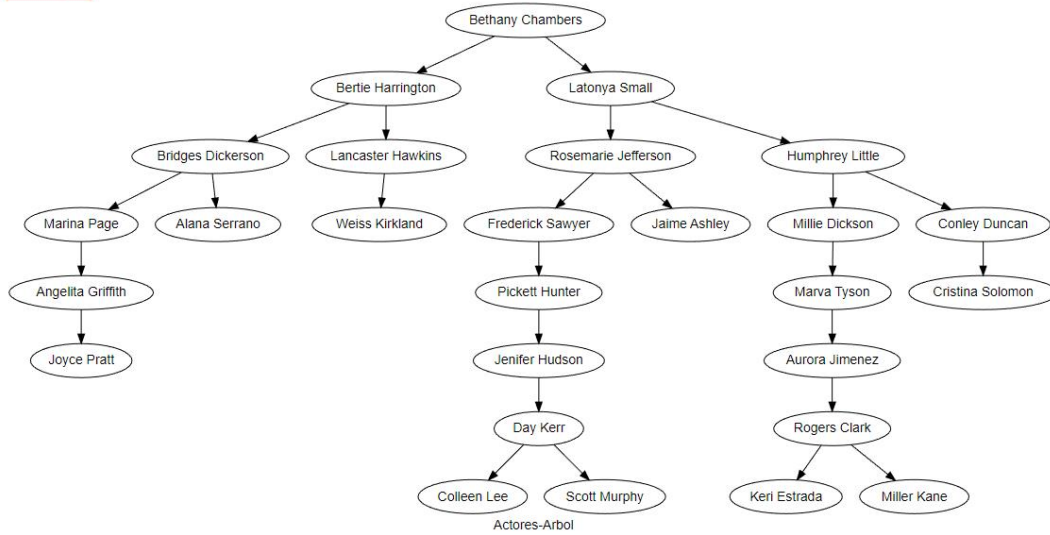 Bethany Chambers
Bertie Harrington
Latonya Small
Bridges Dickerson
Lancaster Hawkins
Rosemarie Jefferson
Humphrey Little
Marina Page
Alana Serrano
Weiss Kirkland
Frederick Sawyer
Jaime Ashley
Millie Dickson
Conley Duncan
Angelita Griffith
Pickett Hunter
Marva Tyson
Cristina Solomon
Joyce Pratt
Jenifer Hudson
Aurora Jimenez
Day Kerr
Rogers Clark
Colleen Lee
Scott Murphy
Keri Estrada
Miller Kane
Actores-Arbol